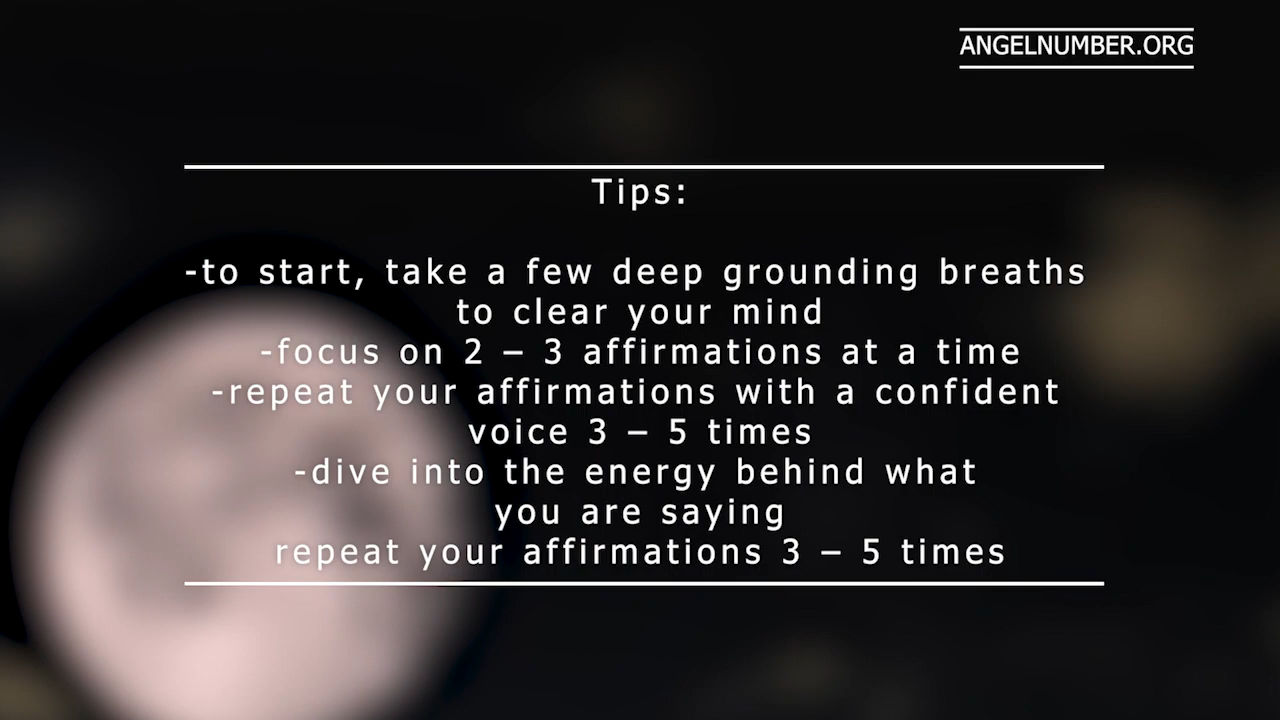 ANGELNUMBER.ORG
Tips:
-to start, take a few deep grounding breaths
to clear your mind
-focus on 2 – 3 affirmations at a time
-repeat your affirmations with a confident
voice 3 – 5 times
-dive into the energy behind what
you are saying
repeat your affirmations 3 – 5 times